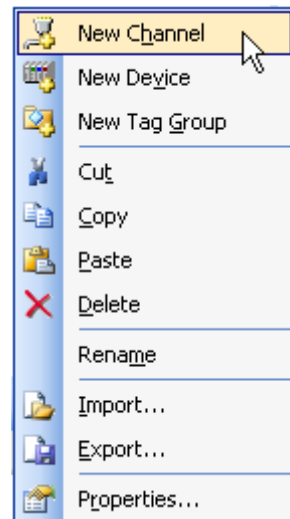 New Channel
New Device
New Tag Group
Cut
Copy
Paste
Delete
Rename
Import...
Export...
Properties...